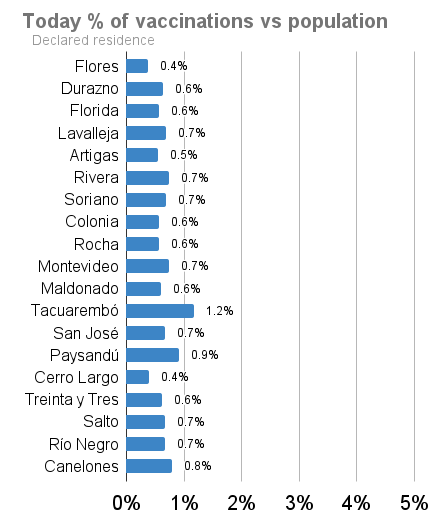 Today % of vaccinations vs population
Declared residence
Flores 0.4%
Durazno 0.6%
Florida 0.6%
Lavalleja 0.7%
Artigas 0.5%
Rivera 0.7%
Soriano 0.7%
Colonia 0.6%
Rocha 0.6%
Montevideo 0.7%
Maldonado 0.6%
Tacuarembó 1.2%
San José 0.7%
Paysandú 0.9%
Cerro Largo 0.4%
Treinta y Tres 0.6%
Salto 0.7%
Río Negro 0.7%
Canelones 0.8%
0% 1% 2% 3% 4% 5%